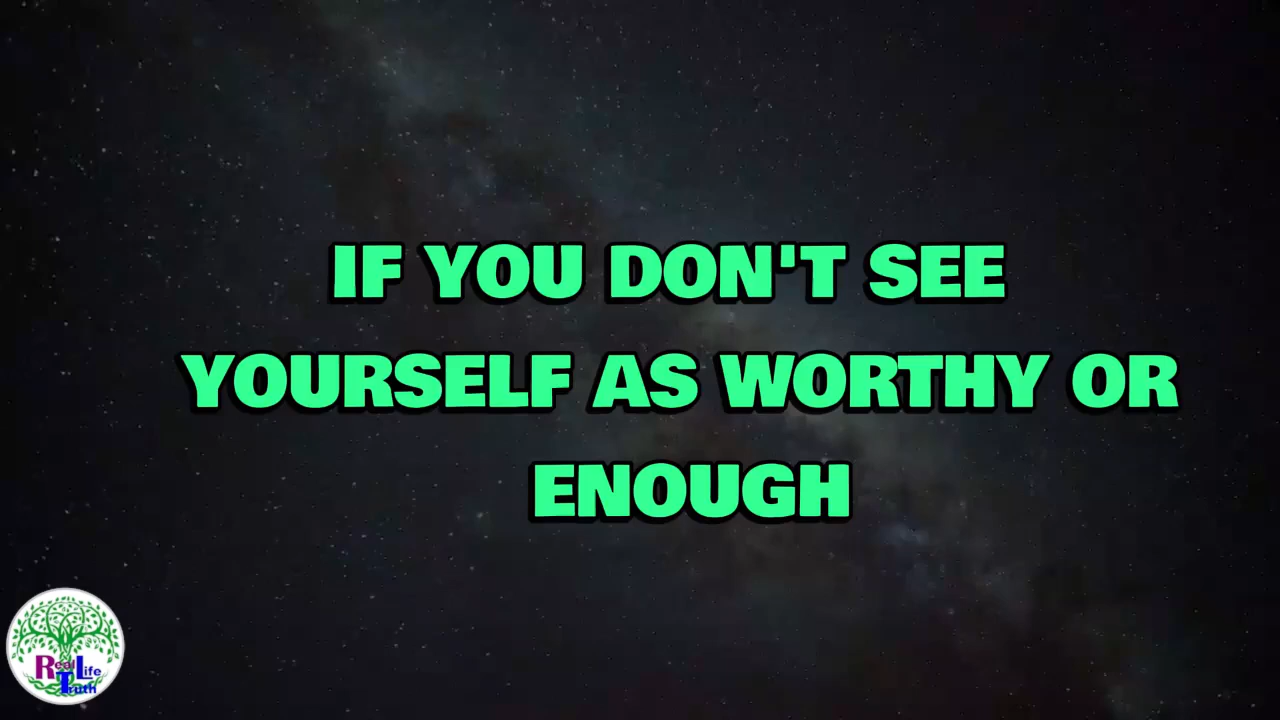 IF YOU DON'T SEE
YOURSELF AS WORTHY OR
ENOUGH
Real Life
Truth